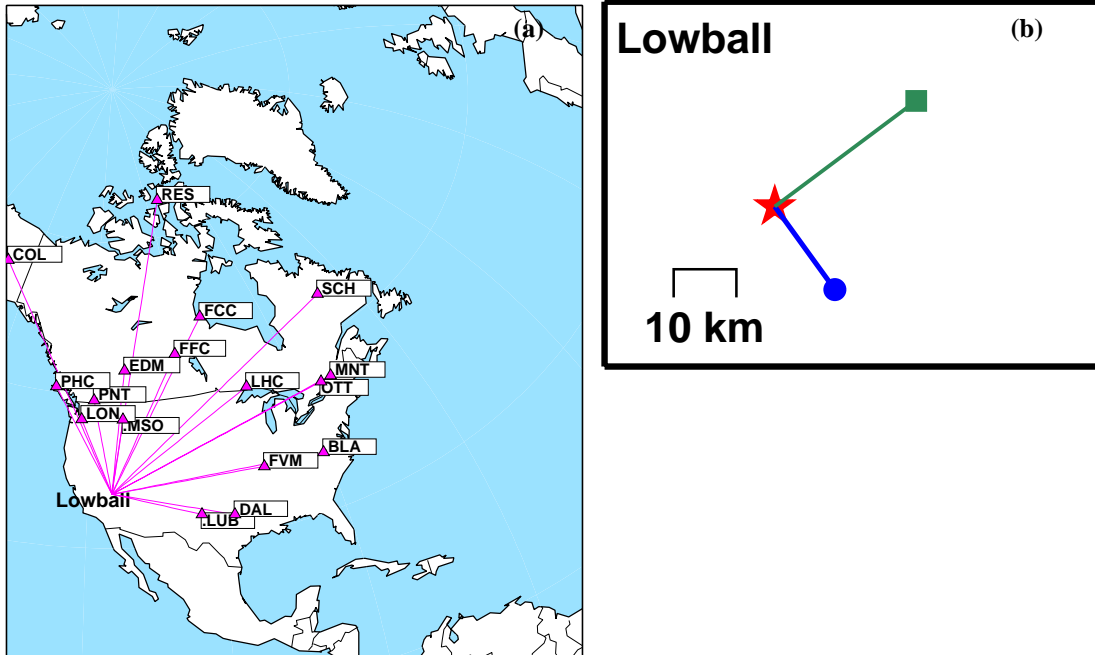 (a)
RES
COL
SCH
FCC
FFC
EDM
MNT
PHC
LHC
OTT
PNT
LON
.MSO
BLA
FVM
Lowball
DAL
.LUB
Lowball
(b)
10 km